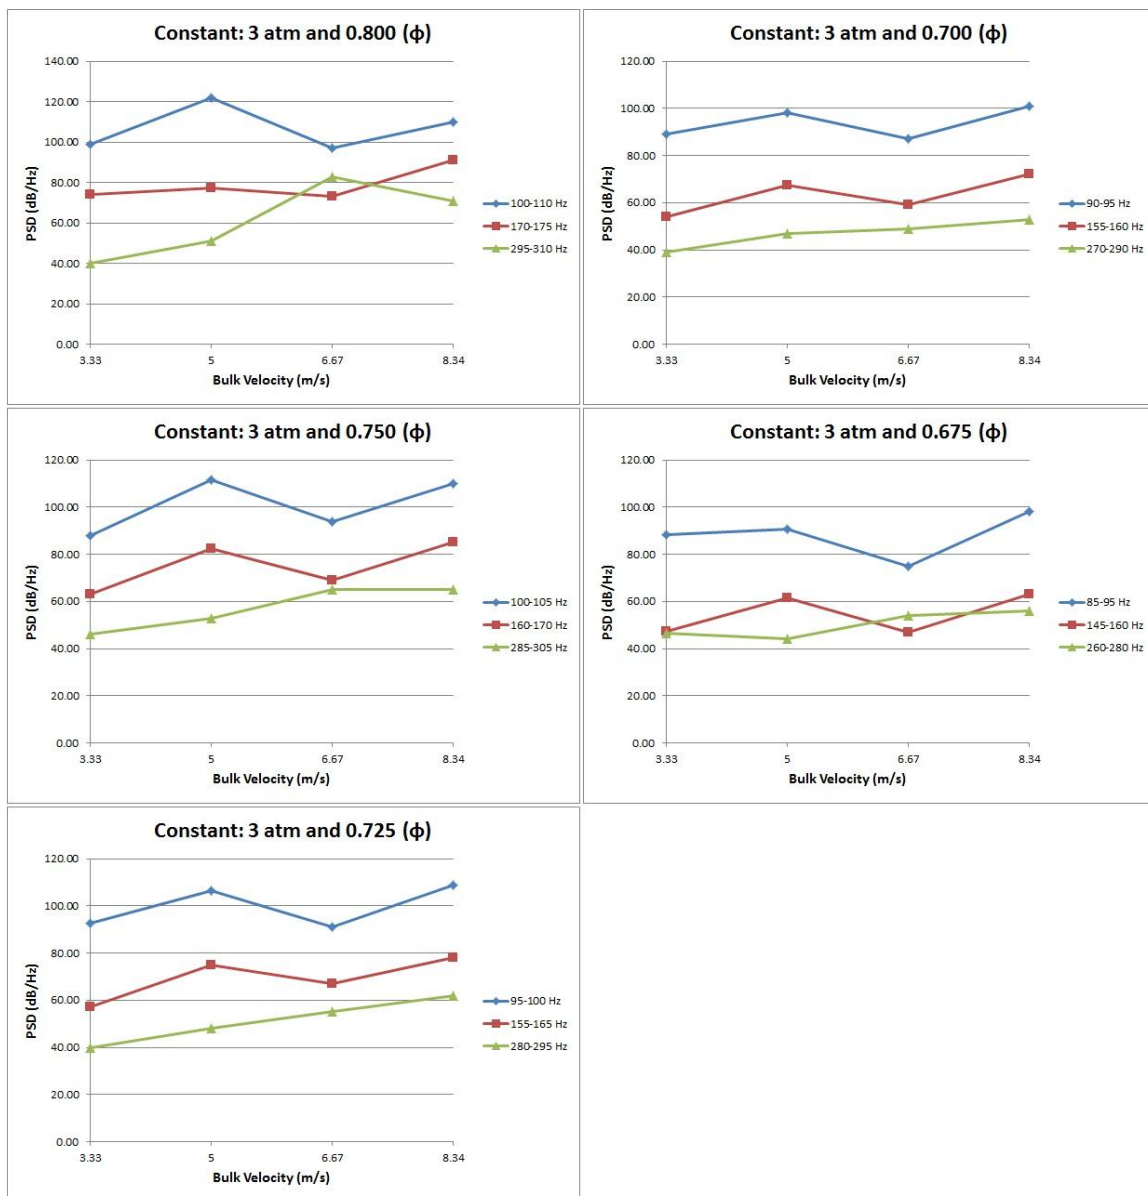 Constant: 3 atm and 0.800 (ϕ)
140.00
120.00
100.00
80.00
60.00
40.00
20.00
0.00
PSD (dB/Hz)
3.33 5 6.67 8.34
Bulk Velocity (m/s)
100-110 Hz
170-175 Hz
295-310 Hz
Constant: 3 atm and 0.700 (ϕ)
120.00
100.00
80.00
60.00
40.00
20.00
0.00
PSD (dB/Hz)
3.33 5 6.67 8.34
Bulk Velocity (m/s)
90-95 Hz
155-160 Hz
270-290 Hz
Constant: 3 atm and 0.750 (ϕ)
120.00
100.00
80.00
60.00
40.00
20.00
0.00
PSD (dB/Hz)
3.33 5 6.67 8.34
Bulk Velocity (m/s)
100-105 Hz
160-170 Hz
285-305 Hz
Constant: 3 atm and 0.675 (ϕ)
120.00
100.00
80.00
60.00
40.00
20.00
0.00
PSD (dB/Hz)
3.33 5 6.67 8.34
Bulk Velocity (m/s)
85-95 Hz
145-160 Hz
260-280 Hz
Constant: 3 atm and 0.725 (ϕ)
120.00
100.00
80.00
60.00
40.00
20.00
0.00
PSD (dB/Hz)
3.33 5 6.67 8.34
Bulk Velocity (m/s)
95-100 Hz
155-165 Hz
280-295 Hz